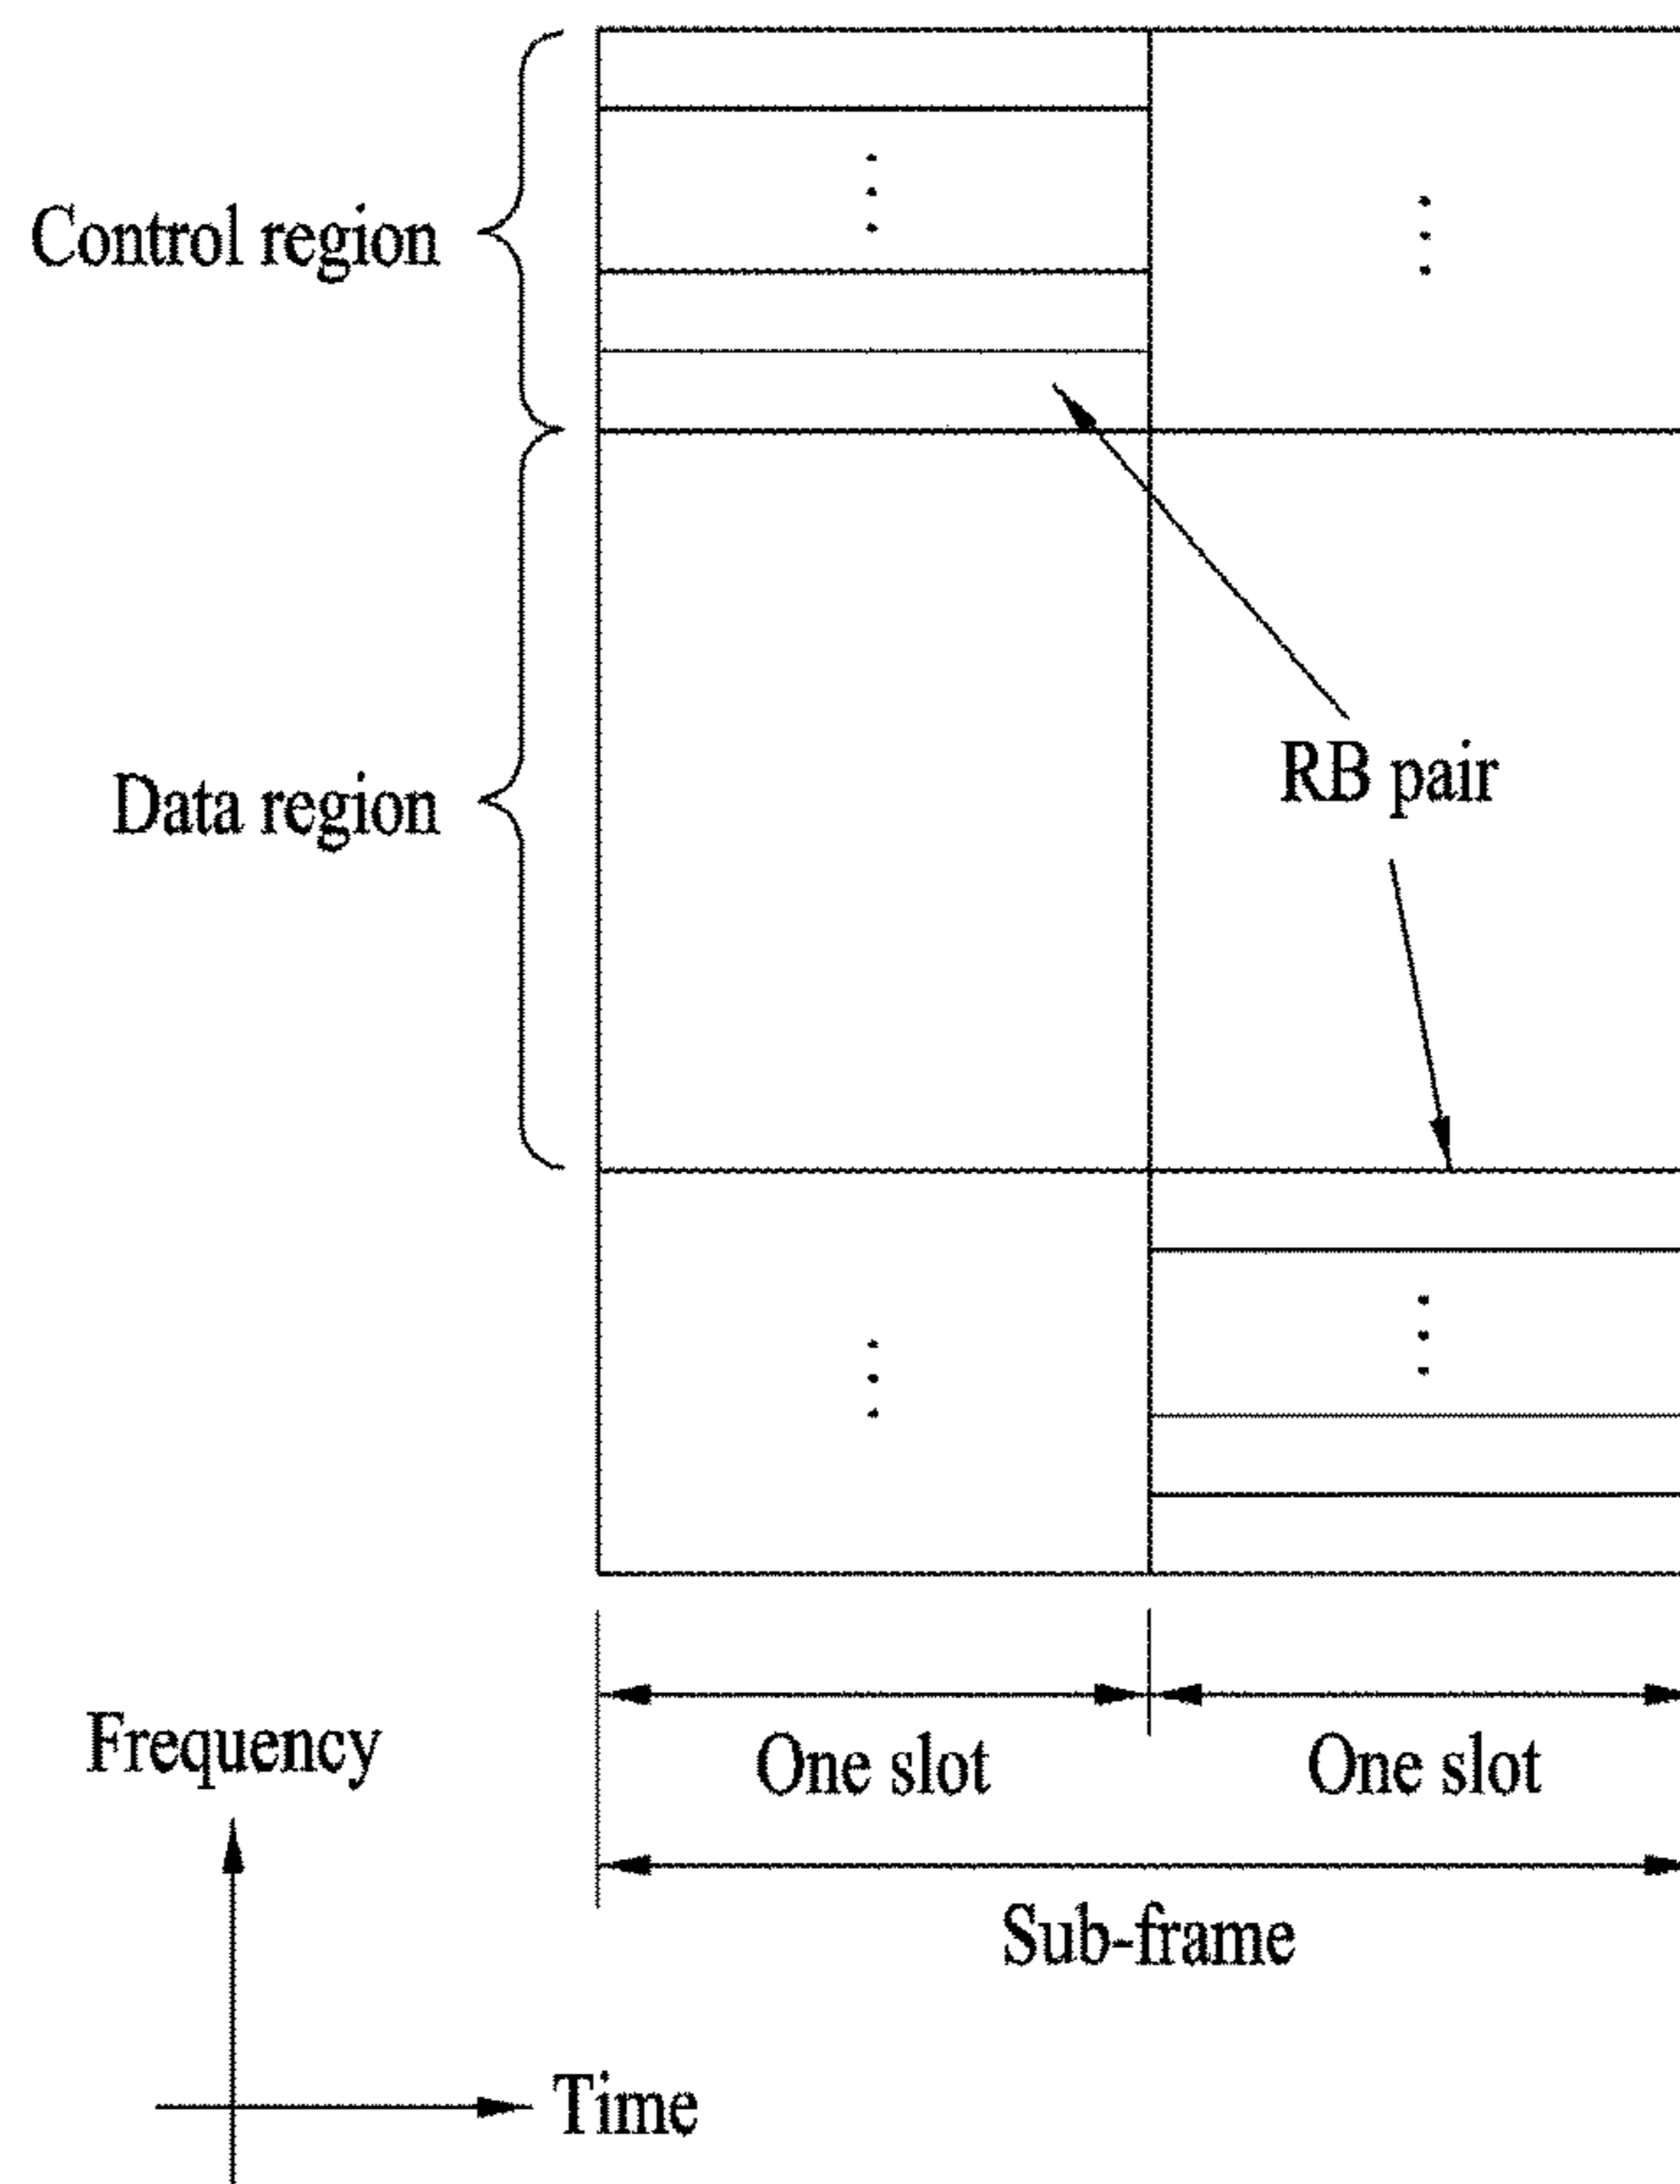 Control region
Data region
RB pair
One slot
One slot
Frequency
Sub-frame
Time